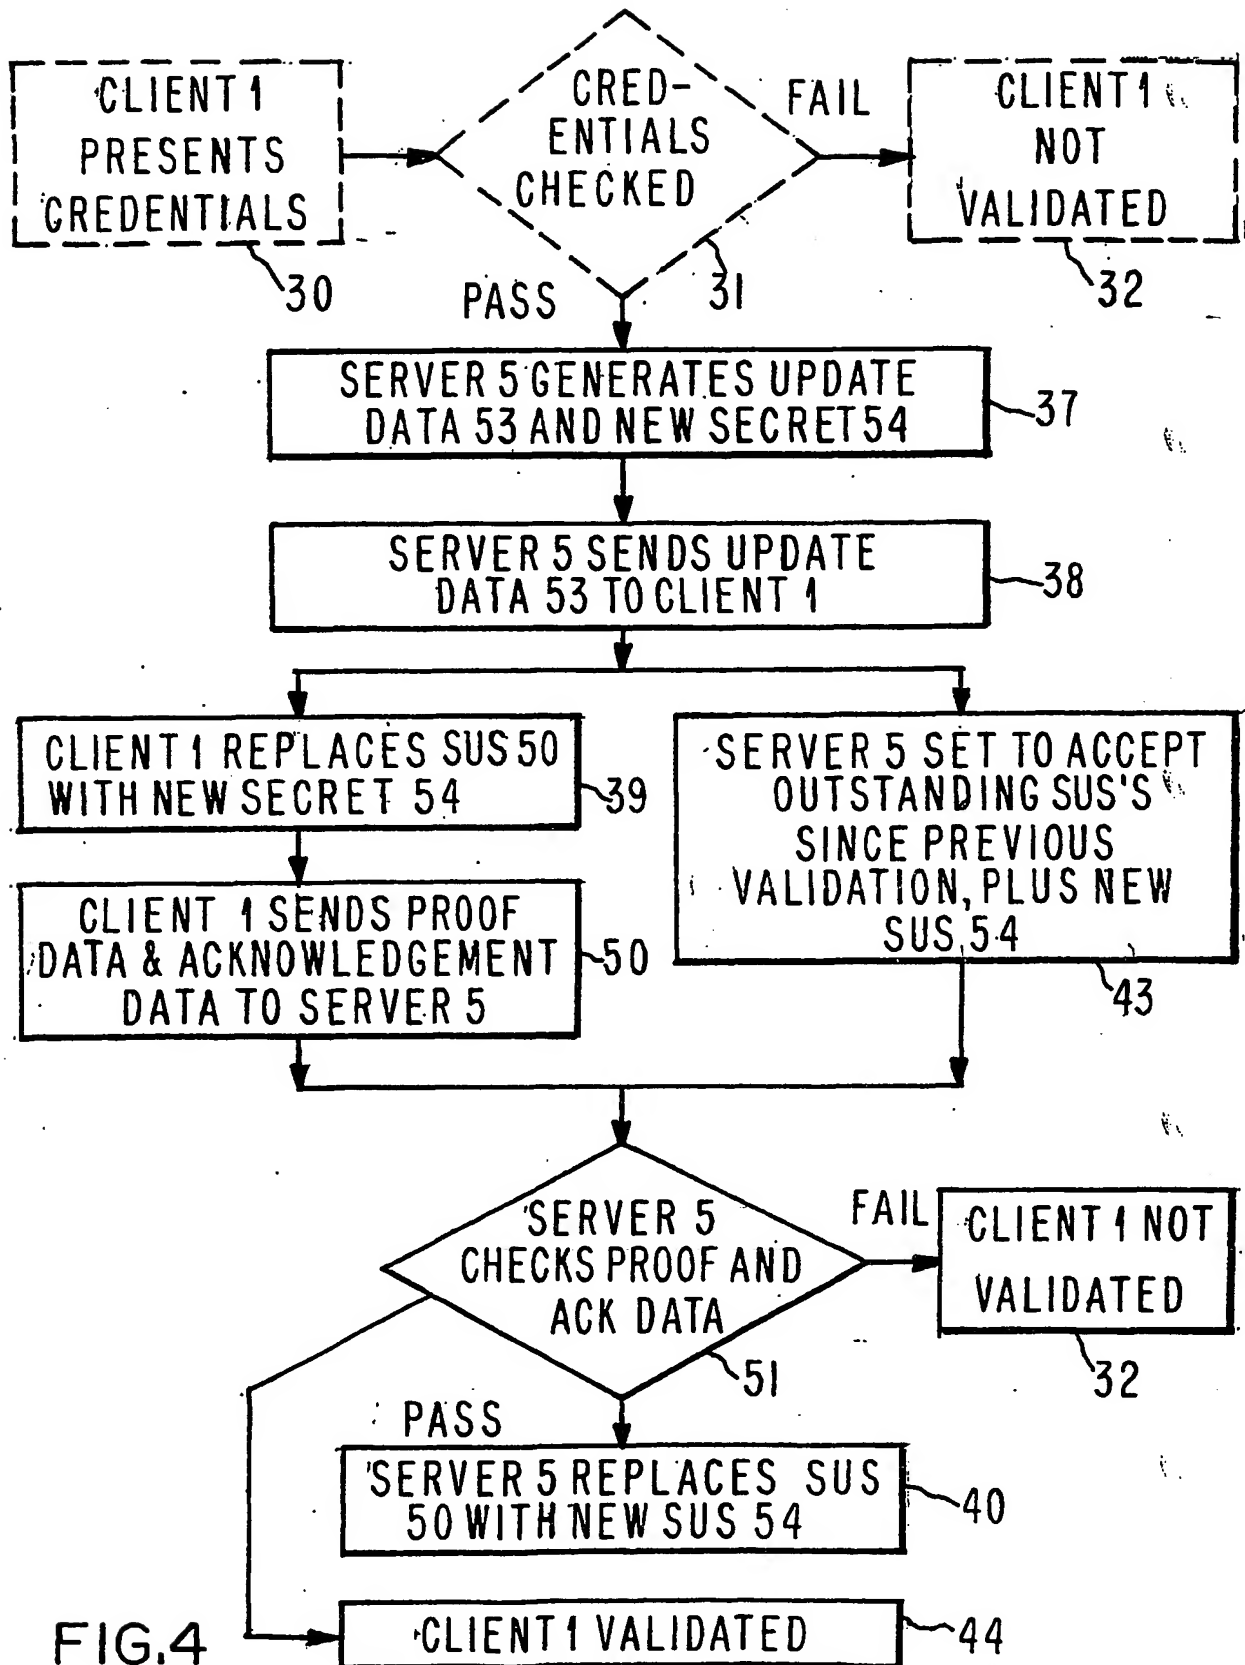 CLIENT 1
PRESENTS
CREDENTIALS
30
CRED-
ENTIALS
CHECKED
31
FAIL
CLIENT 1
NOT
VALIDATED
32
PASS
SERVER 5 GENERATES UPDATE
DATA 53 AND NEW SECRET 54
37
SERVER 5 SENDS UPDATE
DATA 53 TO CLIENT 1
38
CLIENT 1 REPLACES SUS 50
WITH NEW SECRET 54
39
SERVER 5 SET TO ACCEPT
OUTSTANDING SUS'S
SINCE PREVIOUS
VALIDATION, PLUS NEW
SUS 54
43
CLIENT 1 SENDS PROOF
DATA & ACKNOWLEDGEMENT
DATA TO SERVER 5
50
SERVER 5
CHECKS PROOF AND
ACK DATA
51
FAIL
CLIENT 1 NOT
VALIDATED
32
PASS
SERVER 5 REPLACES SUS
50 WITH NEW SUS 54
40
CLIENT 1 VALIDATED
44
FIG.4